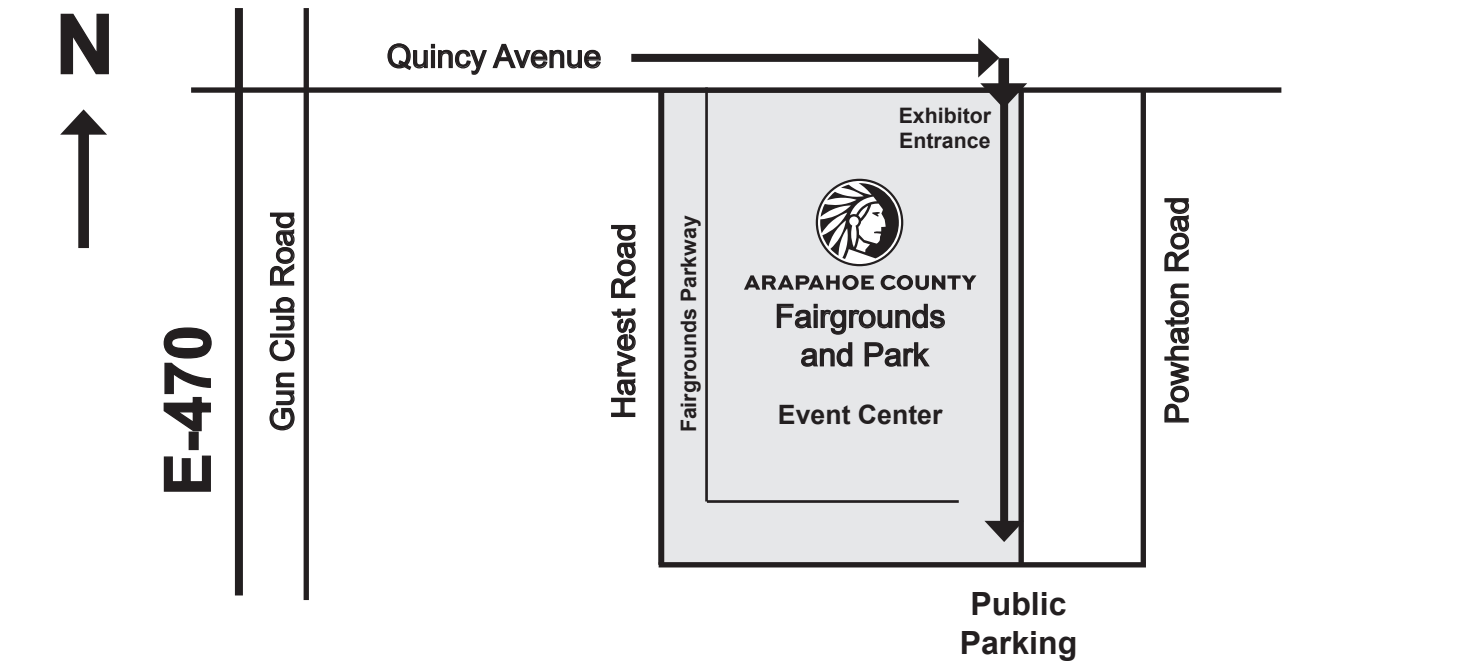 N
Quincy Avenue
Exhibitor
Entrance
E-470
Gun Club Road
Harvest Road
Fairgrounds Parkway
ARAPAHOE COUNTY
Fairgrounds
and Park
Event Center
Powhaton Road
Public
Parking